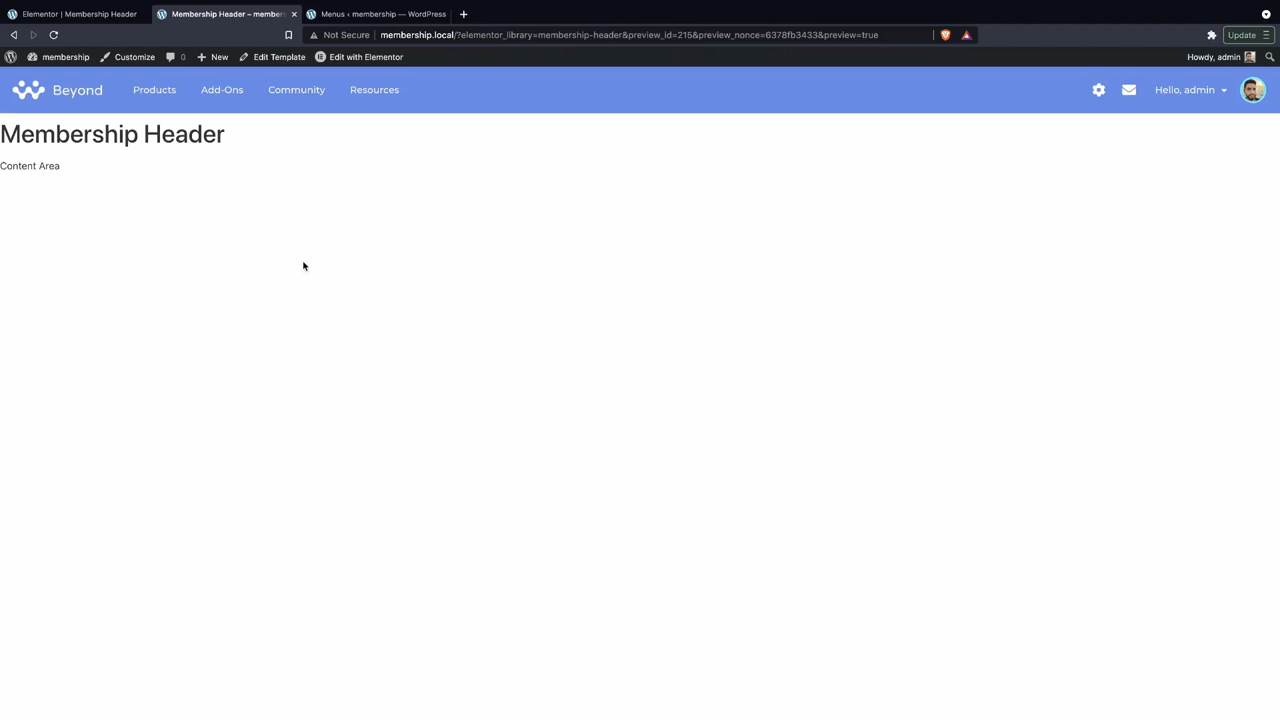 Elementor | Membership Header
Membership Header – member
Menus ‹ membership — WordPress
Not Secure
membership.local/?elementor_library=membership-header&preview_id=215&preview_nonce=6378fb3433&preview=true
Update
membership
Customize
0
New
Edit Template
Edit with Elementor
Howdy, admin
Beyond
Products
Add-Ons
Community
Resources
Hello, admin
Membership Header
Content Area